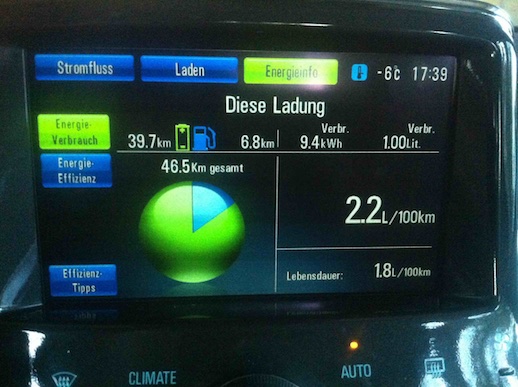 Stromfluss Laden Energieinfo -6°C 17:39
Diese Ladung
Energie-
Verbrauch
39.7km 6.8km Verbr. 9.4kWh Verbr. 1.00Lit.
Energie-
Effizienz
46.5Km gesamt
2.2L/100km
Effizienz-
Tipps
Lebensdauer: 1.8L/100km
CLIMATE AUTO